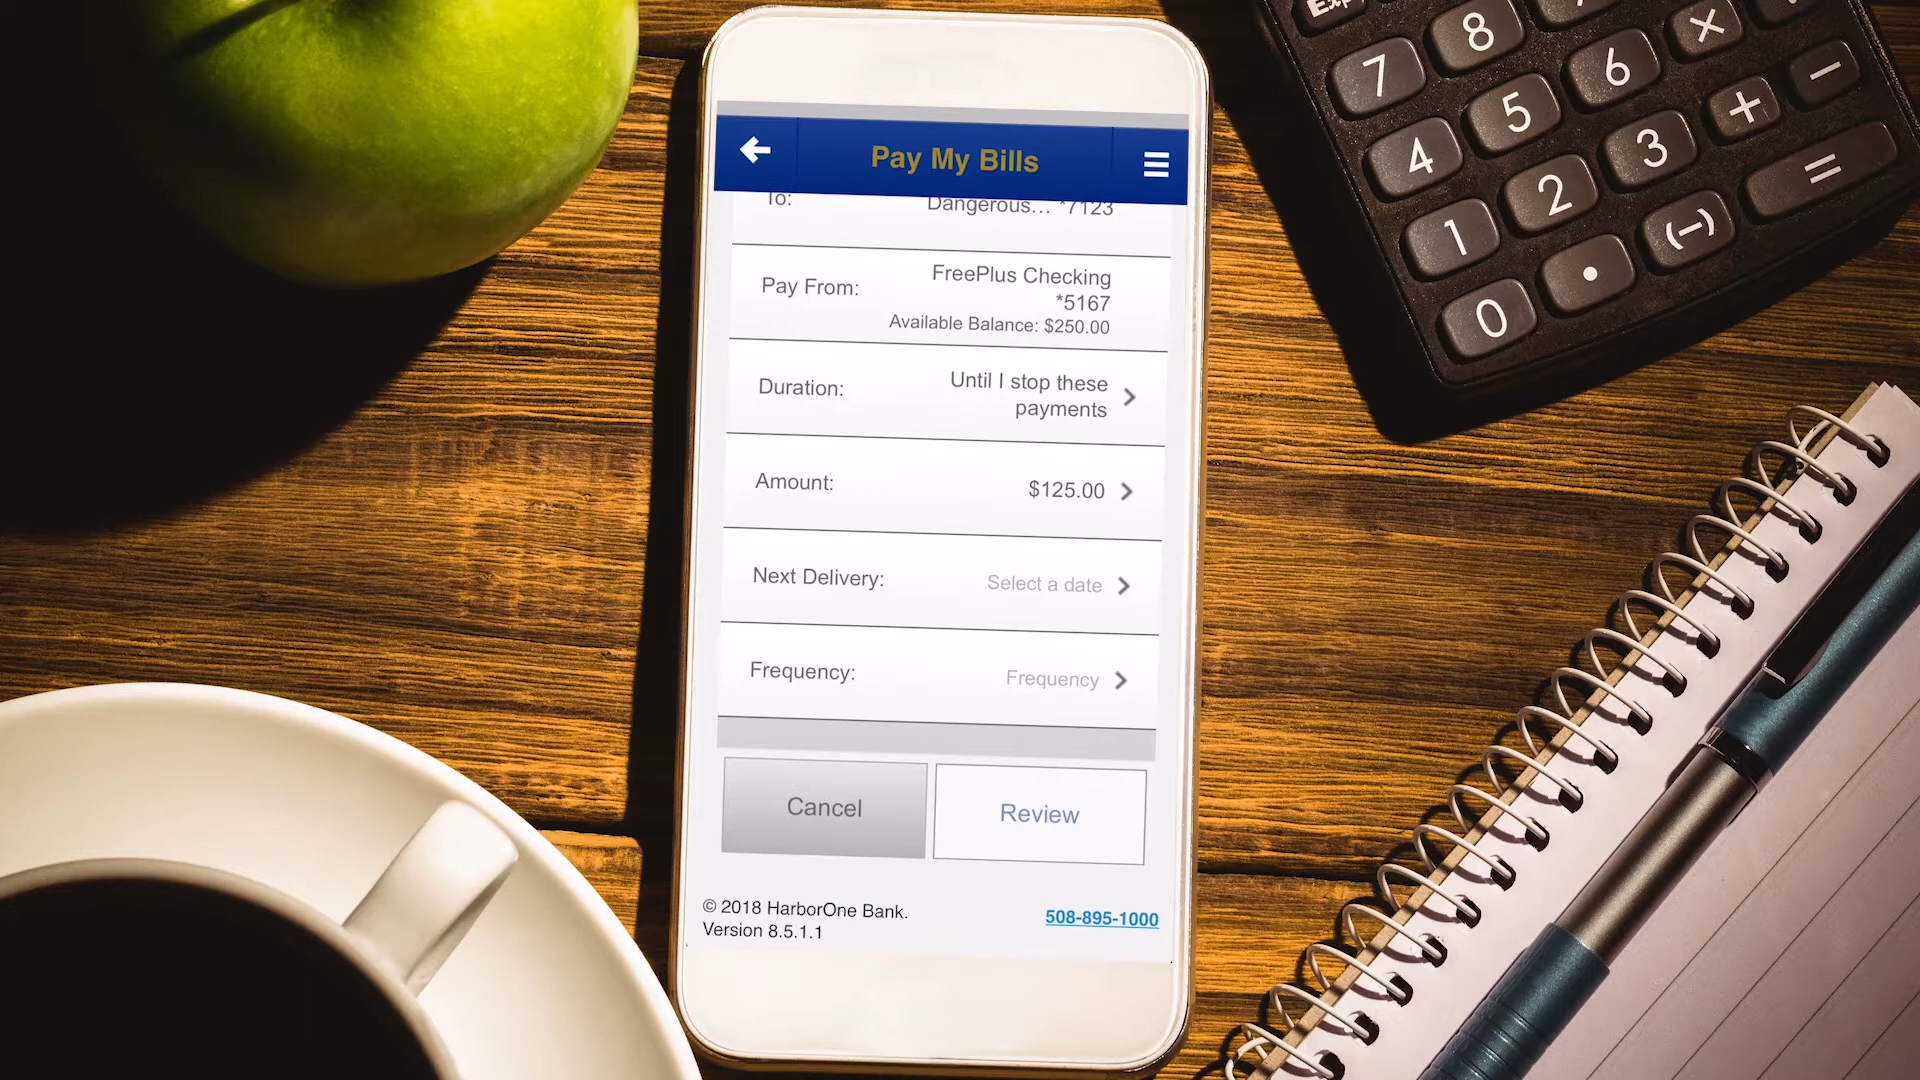 Pay My Bills
To: Dangerous... *7123
Pay From: FreePlus Checking
*5167
Available Balance: $250.00
Duration: Until I stop these
payments
Amount: $125.00
Next Delivery: Select a date
Frequency: Frequency
Cancel Review
© 2018 HarborOne Bank.
Version 8.5.1.1
508-895-1000
Exp
7 8 
4 5 6 ×
1 2 3 + −
0 • (−) =